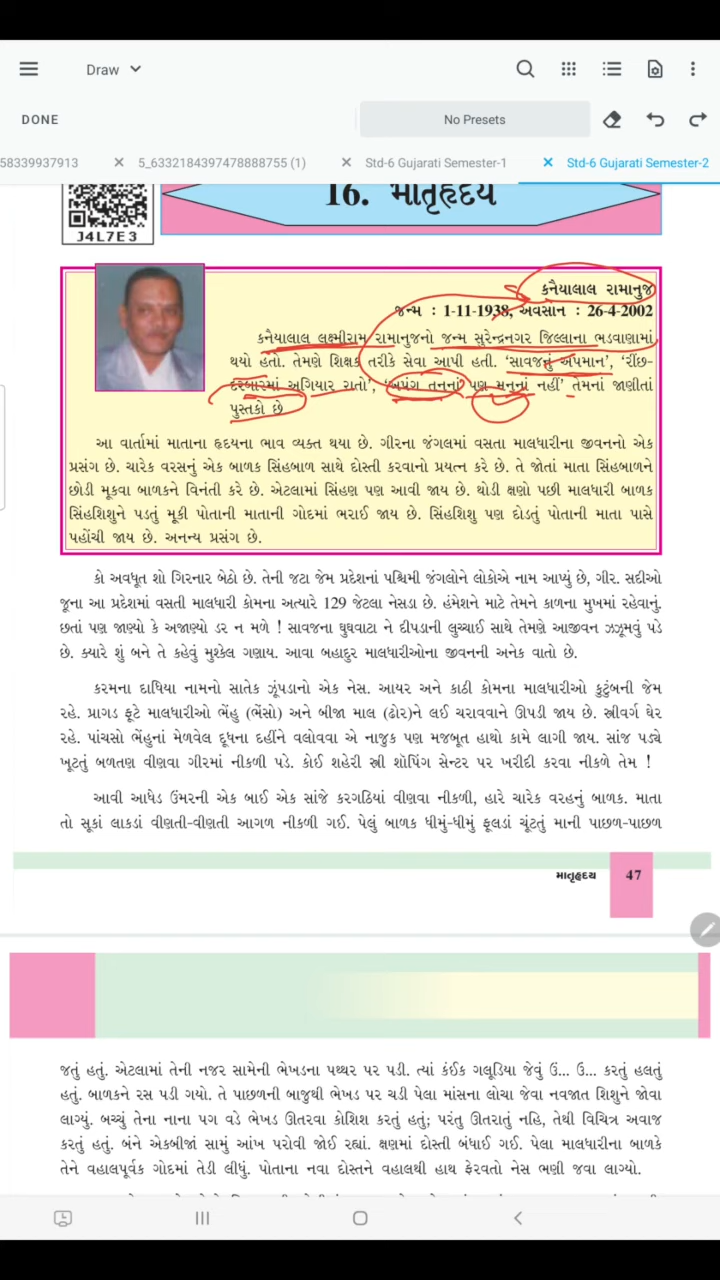 Draw
DONE
No Presets
58339937913
5_6332184397478888755 (1)
Std-6 Gujarati Semester-1
Std-6 Gujarati Semester-2
J4L7E3
16. માતૃહૃદય
કનૈયાલાલ રામાનુજ
જન્મ : 1-11-1938, અવસાન : 26-4-2002
કનૈયાલાલ લક્ષ્મીરામ રામાનુજનો જન્મ સુરેન્દ્રનગર જિલ્લાના ભડવાણામાં
થયો હતો. તેમણે શિક્ષક તરીકે સેવા આપી હતી. ‘સાવજનું અપમાન’, ‘રીંછ-
દરબારમાં અગિયાર રાતો’, ‘અપંગ તનનાં પણ મનનાં નહીં’ તેમનાં જાણીતાં
પુસ્તકો છે
આ વાર્તામાં માતાના હૃદયના ભાવ વ્યક્ત થયા છે. ગીરના જંગલમાં વસતા માલધારીના જીવનનો એક
પ્રસંગ છે. ચારેક વરસનું એક બાળક સિંહબાળ સાથે દોસ્તી કરવાનો પ્રયત્ન કરે છે. તે જોતાં માતા સિંહબાળને
છોડી મૂકવા બાળકને વિનંતી કરે છે. એટલામાં સિંહણ પણ આવી જાય છે. થોડી ક્ષણો પછી માલધારી બાળક
સિંહશિશુને પડતું મૂકી પોતાની માતાની ગોદમાં ભરાઈ જાય છે. સિંહશિશુ પણ દોડતું પોતાની માતા પાસે
પહોંચી જાય છે. અનન્ય પ્રસંગ છે.
કો અવધૂત શો ગિરનાર બેઠો છે. તેની જટા જેમ પ્રદેશનાં પશ્ચિમી જંગલોને લોકોએ નામ આપ્યું છે, ગીર. સદીઓ
જૂના આ પ્રદેશમાં વસતી માલધારી કોમના અત્યારે 129 જેટલા નેસડા છે. હંમેશને માટે તેમને કાળના મુખમાં રહેવાનું.
છતાં પણ જાણ્યો કે અજાણ્યો ડર ન મળે ! સાવજના ઘુઘવાટા ને દીપડાની લુચ્ચાઈ સાથે તેમણે આજીવન ઝઝૂમવું પડે
છે. ક્યારે શું બને તે કહેવું મુશ્કેલ ગણાય. આવા બહાદુર માલધારીઓના જીવનની અનેક વાતો છે.
કરમના દાધિયા નામનો સાતેક ઝૂંપડાનો એક નેસ. આયર અને કાઠી કોમના માલધારીઓ કુટુંબની જેમ
રહે. પ્રાગડ ફૂટે માલધારીઓ ભેંહુ (ભેંસો) અને બીજા માલ (ઢોર)ને લઈ ચરાવવાને ઊપડી જાય છે. સ્ત્રીવર્ગ ઘેર
રહે. પાંચસો ભેંહુનાં મેળવેલ દૂધના દહીંને વલોવવા એ નાજુક પણ મજબૂત હાથો કામે લાગી જાય. સાંજ પડ્યે
ખૂટતું બળતણ વીણવા ગીરમાં નીકળી પડે. કોઈ શહેરી સ્ત્રી શૉપિંગ સેન્ટર પર ખરીદી કરવા નીકળે તેમ !
આવી આધેડ ઉંમરની એક બાઈ એક સાંજે કરગઠિયાં વીણવા નીકળી, હારે ચારેક વરહનું બાળક. માતા
તો સૂકાં લાકડાં વીણતી-વીણતી આગળ નીકળી ગઈ. પેલું બાળક ધીમું-ધીમું ફૂલડાં ચૂંટતું માની પાછળ-પાછળ
માતૃહૃદય 47
જતું હતું. એટલામાં તેની નજર સામેની ભેખડના પથ્થર પર પડી. ત્યાં કંઈક ગલૂડિયા જેવું ઉં... ઉ... કરતું હલતું
હતું. બાળકને રસ પડી ગયો. તે પાછળની બાજુથી ભેખડ પર ચડી પેલા માંસના લોચા જેવા નવજાત શિશુને જોવા
લાગ્યું. બચ્ચું તેના નાના પગ વડે ભેખડ ઊતરવા કોશિશ કરતું હતું; પરંતુ ઊતરાતું નહિ, તેથી વિચિત્ર અવાજ
કરતું હતું. બંને એકબીજાં સામું આંખ પરોવી જોઈ રહ્યાં. ક્ષણમાં દોસ્તી બંધાઈ ગઈ. પેલા માલધારીના બાળકે
તેને વહાલપૂર્વક ગોદમાં તેડી લીધું. પોતાના નવા દોસ્તને વહાલથી હાથ ફેરવતો નેસ ભણી જવા લાગ્યો.